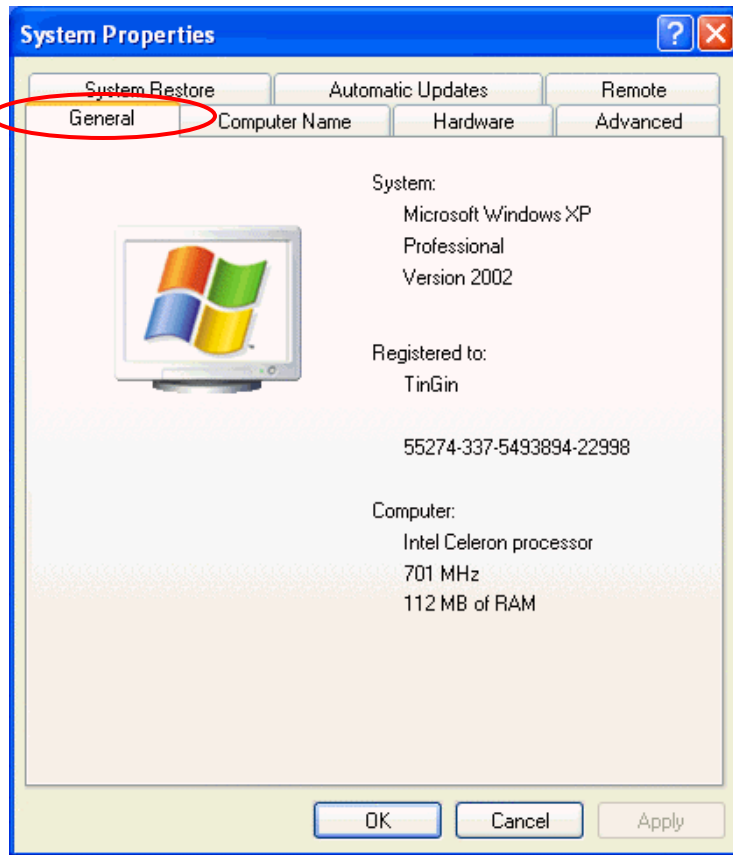 System Properties
System Restore Automatic Updates Remote
General Computer Name Hardware Advanced
System:
Microsoft Windows XP
Professional
Version 2002
Registered to:
TinGin
55274-337-5493894-22998
Computer:
Intel Celeron processor
701 MHz
112 MB of RAM
OK Cancel Apply